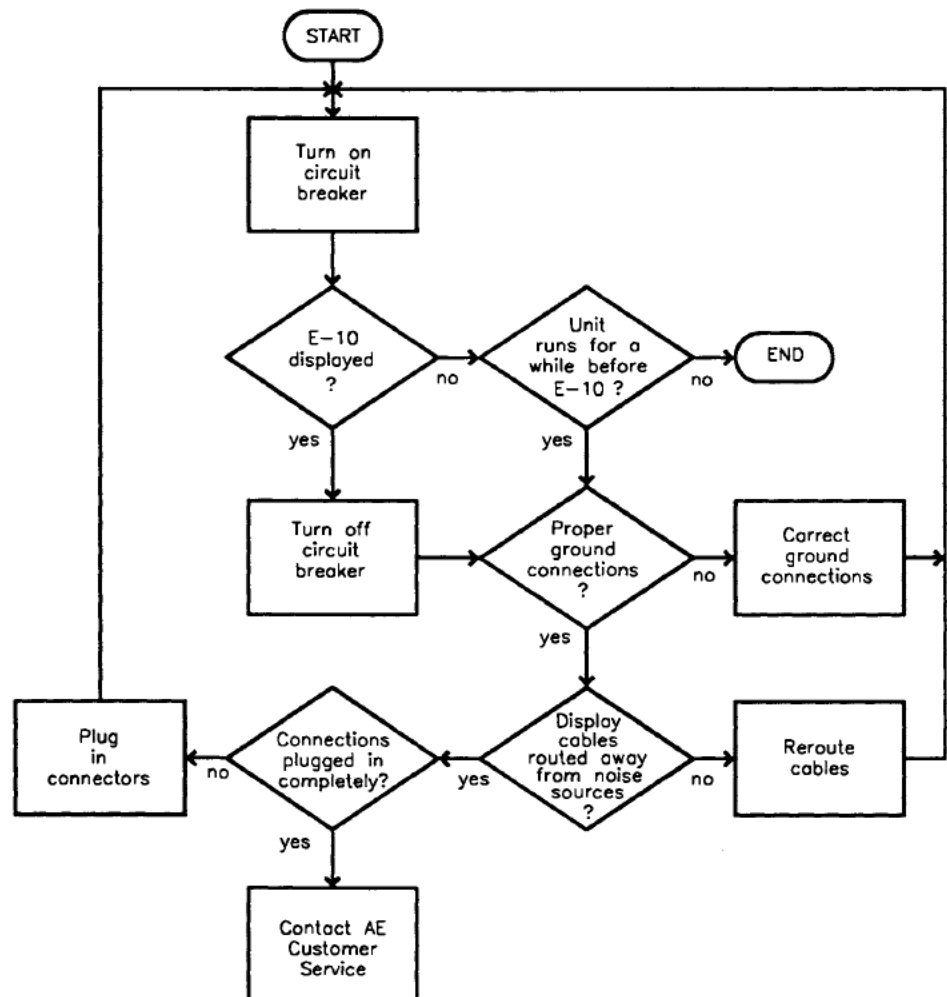 START
Turn on
circuit
breaker
E-10
displayed
?
no
yes
Unit
runs for a
while before
E-10 ?
no
yes
END
Turn off
circuit
breaker
Proper
ground
connections
?
no
yes
Correct
ground
connections
Display
cables
routed away
from noise
sources
?
no
yes
Reroute
cables
Connections
plugged in
completely?
no
yes
Plug
in
connectors
Contact AE
Customer
Service